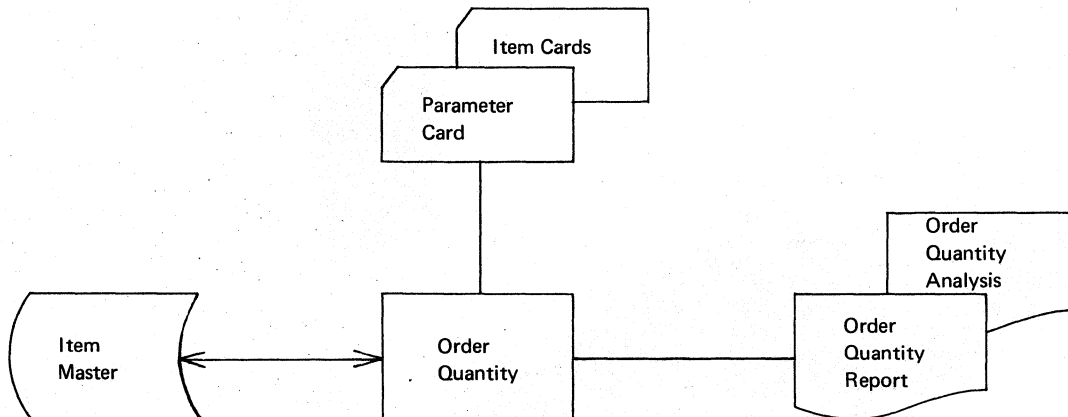 Item Cards
Parameter
Card
Order
Quantity
Analysis
Item
Master
Order
Quantity
Order
Quantity
Report